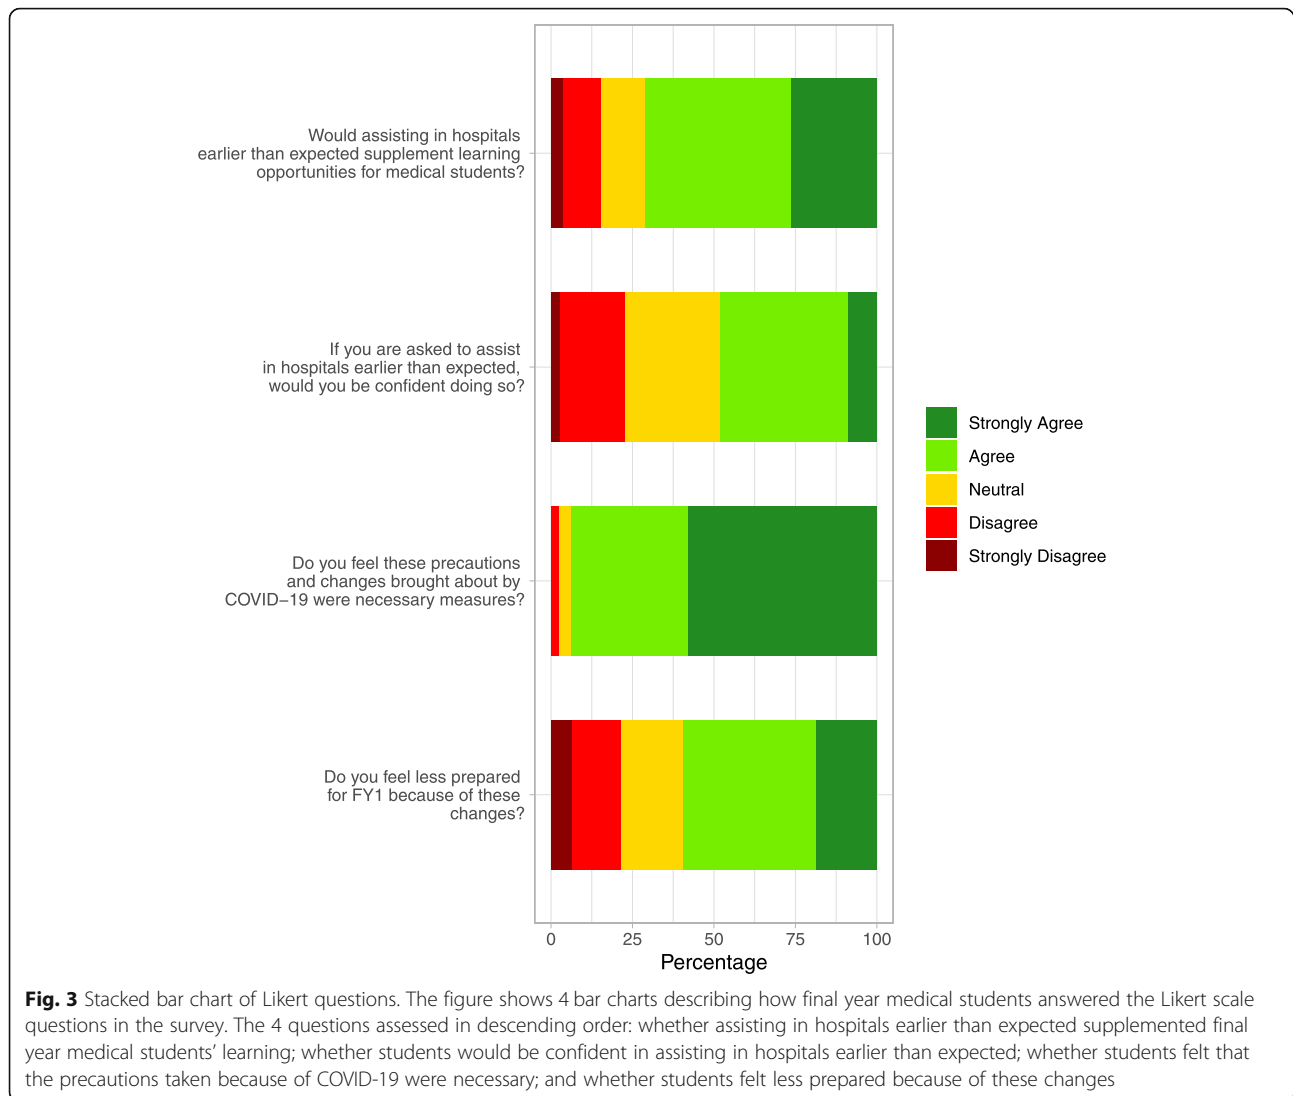 Would assisting in hospitals
earlier than expected supplement learning
opportunities for medical students?
If you are asked to assist
in hospitals earlier than expected,
would you be confident doing so?
Do you feel these precautions
and changes brought about by
COVID−19 were necessary measures?
Do you feel less prepared
for FY1 because of these
changes?
0 25 50 75 100
Percentage
Strongly Agree
Agree
Neutral
Disagree
Strongly Disagree
Fig. 3 Stacked bar chart of Likert questions. The figure shows 4 bar charts describing how final year medical students answered the Likert scale
questions in the survey. The 4 questions assessed in descending order: whether assisting in hospitals earlier than expected supplemented final
year medical students’ learning; whether students would be confident in assisting in hospitals earlier than expected; whether students felt that
the precautions taken because of COVID-19 were necessary; and whether students felt less prepared because of these changes